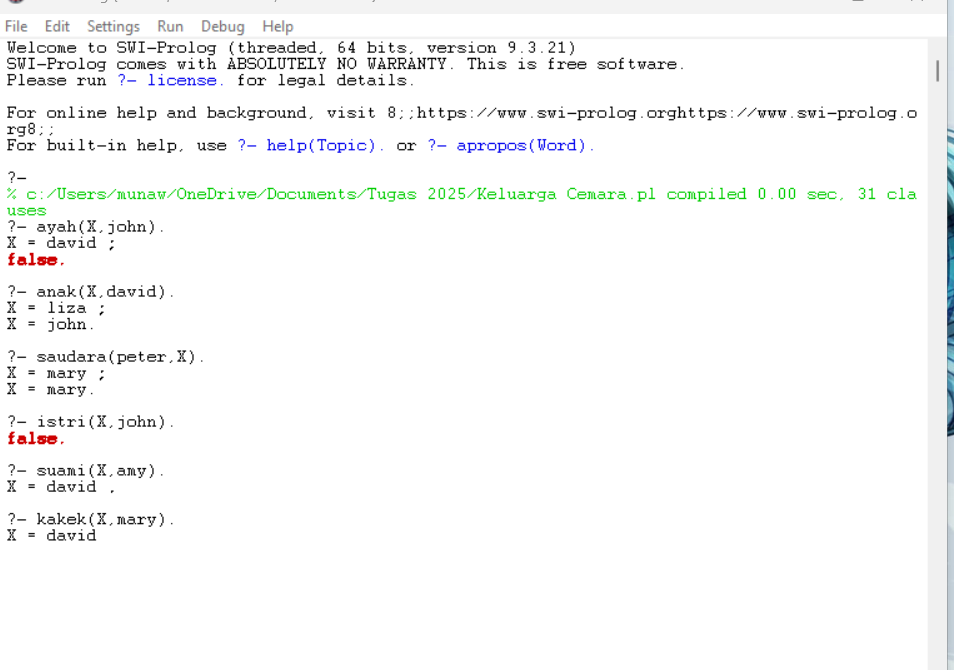 File Edit Settings Run Debug Help
Welcome to SWI-Prolog (threaded, 64 bits, version 9.3.21)
SWI-Prolog comes with ABSOLUTELY NO WARRANTY. This is free software.
Please run ?- license. for legal details.
For online help and background, visit 8;;https://www.swi-prolog.orghttps://www.swi-prolog.o
rg8;;
For built-in help, use ?- help(Topic). or ?- apropos(Word).
?-
% c:/Users/munaw/OneDrive/Documents/Tugas 2025/Keluarga Cemara.pl compiled 0.00 sec, 31 cla
uses
?- ayah(X,john).
X = david ;
false.
?- anak(X,david).
X = liza ;
X = john.
?- saudara(peter,X).
X = mary ;
X = mary.
?- istri(X,john).
false.
?- suami(X,amy).
X = david .
?- kakek(X,mary).
X = david